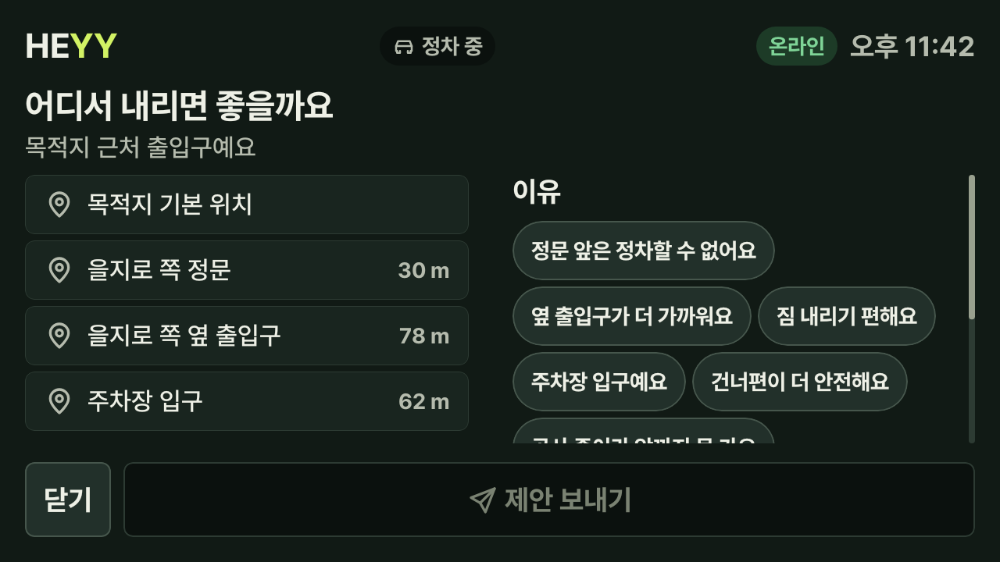 HEYY
정차 중
온라인
오후 11:42
어디서 내리면 좋을까요
목적지 근처 출입구예요
목적지 기본 위치
을지로 쪽 정문 30 m
을지로 쪽 옆 출입구 78 m
주차장 입구 62 m
이유
정문 앞은 정차할 수 없어요
옆 출입구가 더 가까워요
짐 내리기 편해요
주차장 입구예요
건너편이 더 안전해요
닫기
제안 보내기